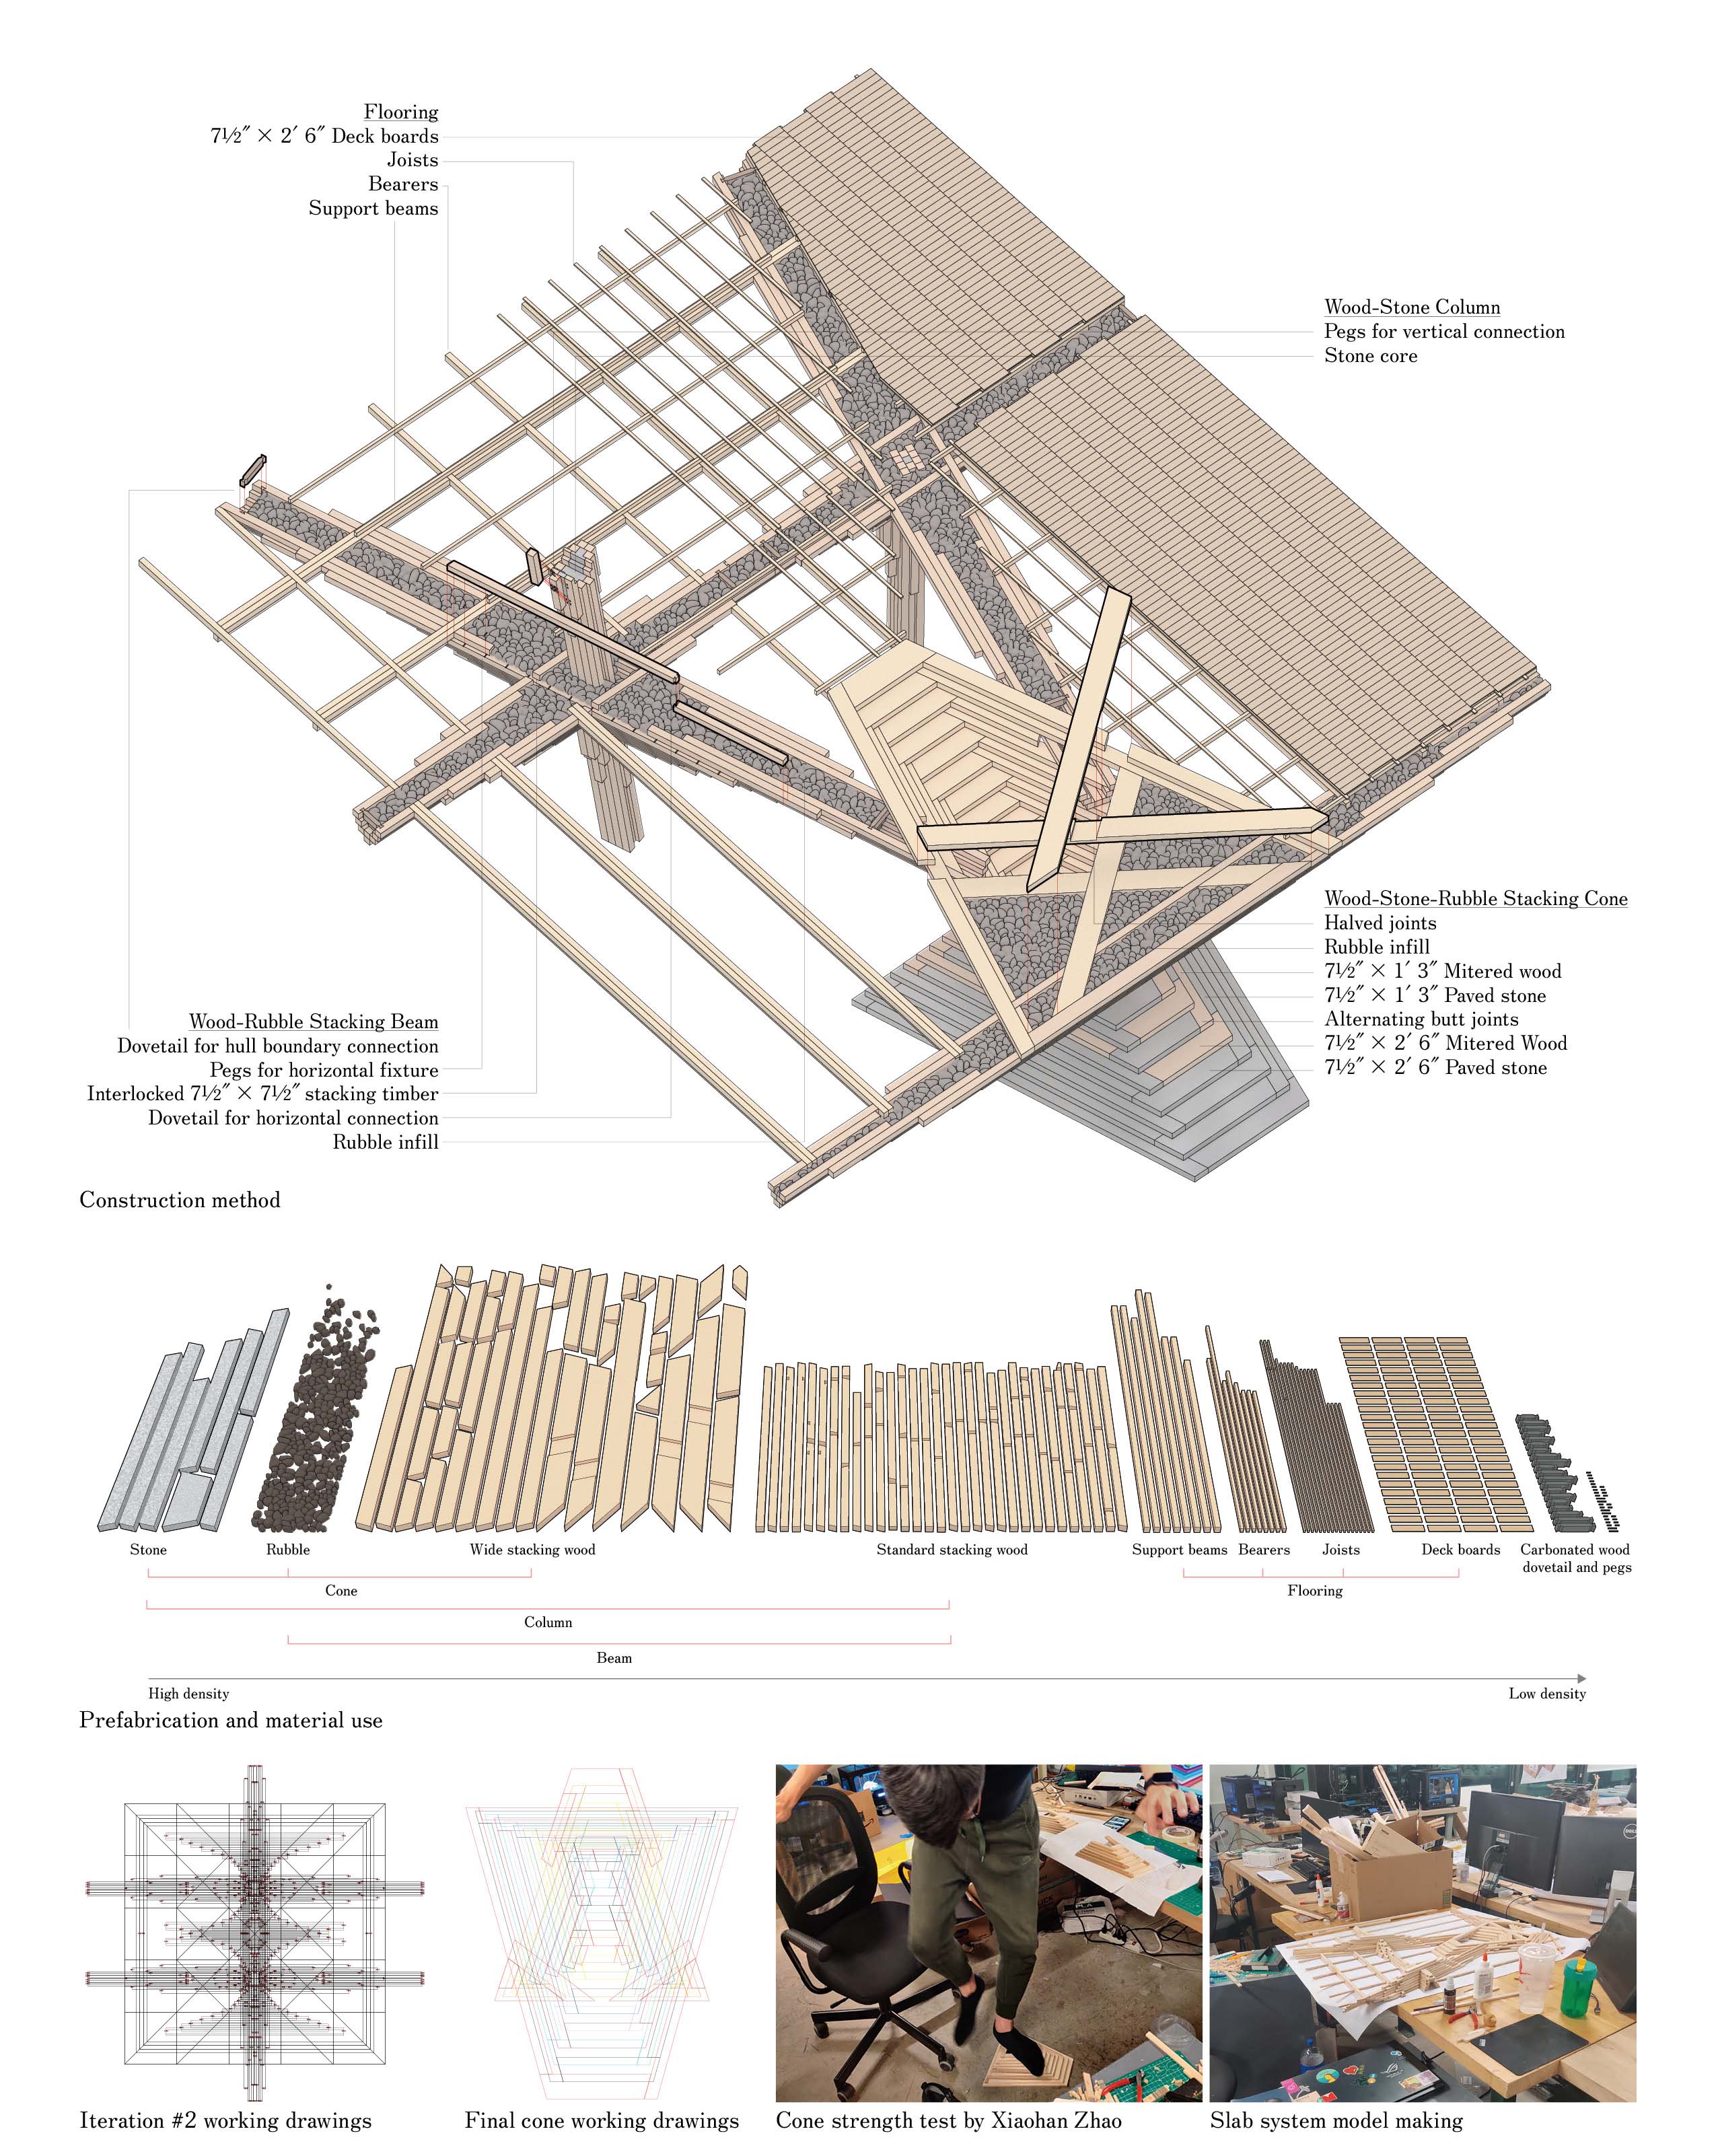 Flooring
7½″ × 2′ 6″ Deck boards
Joists
Bearers
Support beams
Wood-Stone Column
Pegs for vertical connection
Stone core
Wood-Stone-Rubble Stacking Cone
Halved joints
Rubble infill
7½″ × 1′ 3″ Mitered wood
7½″ × 1′ 3″ Paved stone
Alternating butt joints
7½″ × 2′ 6″ Mitered Wood
7½″ × 2′ 6″ Paved stone
Wood-Rubble Stacking Beam
Dovetail for hull boundary connection
Pegs for horizontal fixture
Interlocked 7½″ × 7½″ stacking timber
Dovetail for horizontal connection
Rubble infill
Construction method
Stone
Rubble
Wide stacking wood
Standard stacking wood
Support beams
Bearers
Joists
Deck boards
Carbonated wood
dovetail and pegs
Cone
Flooring
Column
Beam
High density
Low density
Prefabrication and material use
DELL
Iteration #2 working drawings
Final cone working drawings
Cone strength test by Xiaohan Zhao
Slab system model making